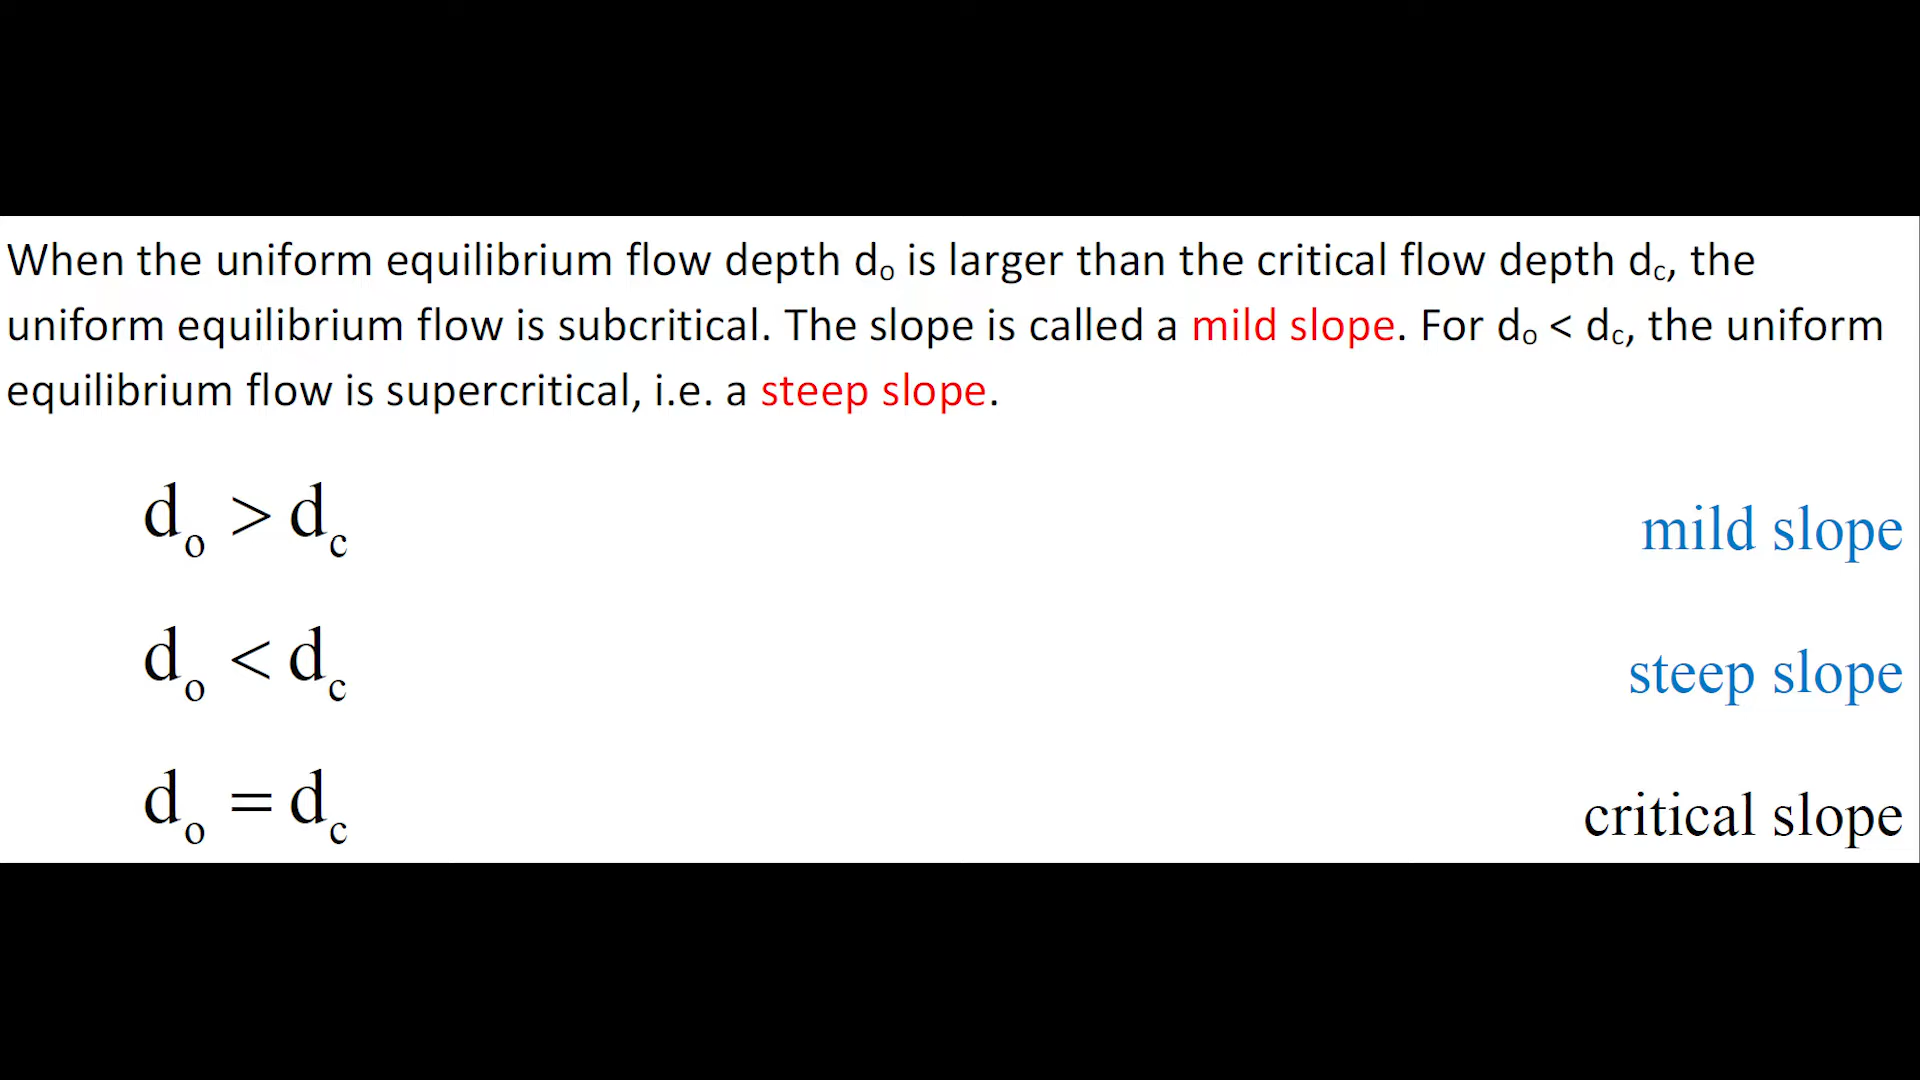 When the uniform equilibrium flow depth dₒ is larger than the critical flow depth d꜀, the
uniform equilibrium flow is subcritical. The slope is called a mild slope. For dₒ < d꜀, the uniform
equilibrium flow is supercritical, i.e. a steep slope.
dₒ > d꜀ mild slope
dₒ < d꜀ steep slope
dₒ = d꜀ critical slope